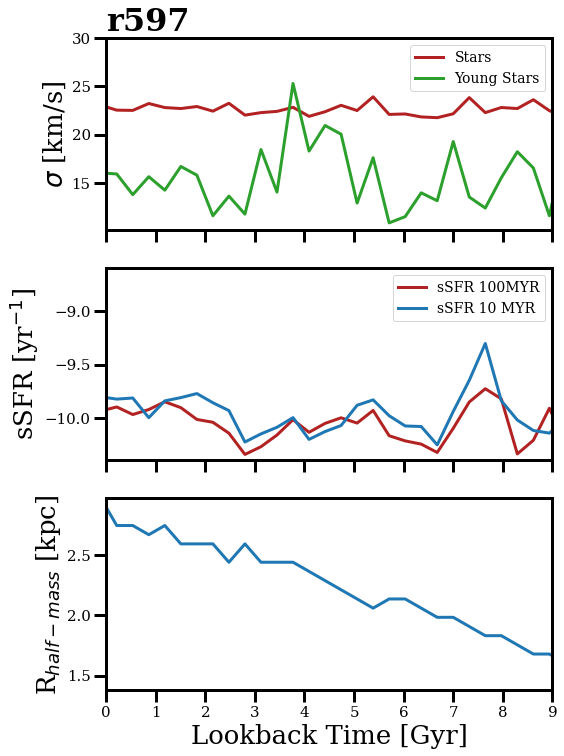 r597
30
25
20
15
σ [km/s]
Stars
Young Stars
−9.0
−9.5
−10.0
sSFR [yr⁻¹]
sSFR 100MYR
sSFR 10 MYR
2.5
2.0
1.5
R_{half−mass} [kpc]
0 1 2 3 4 5 6 7 8 9
Lookback Time [Gyr]